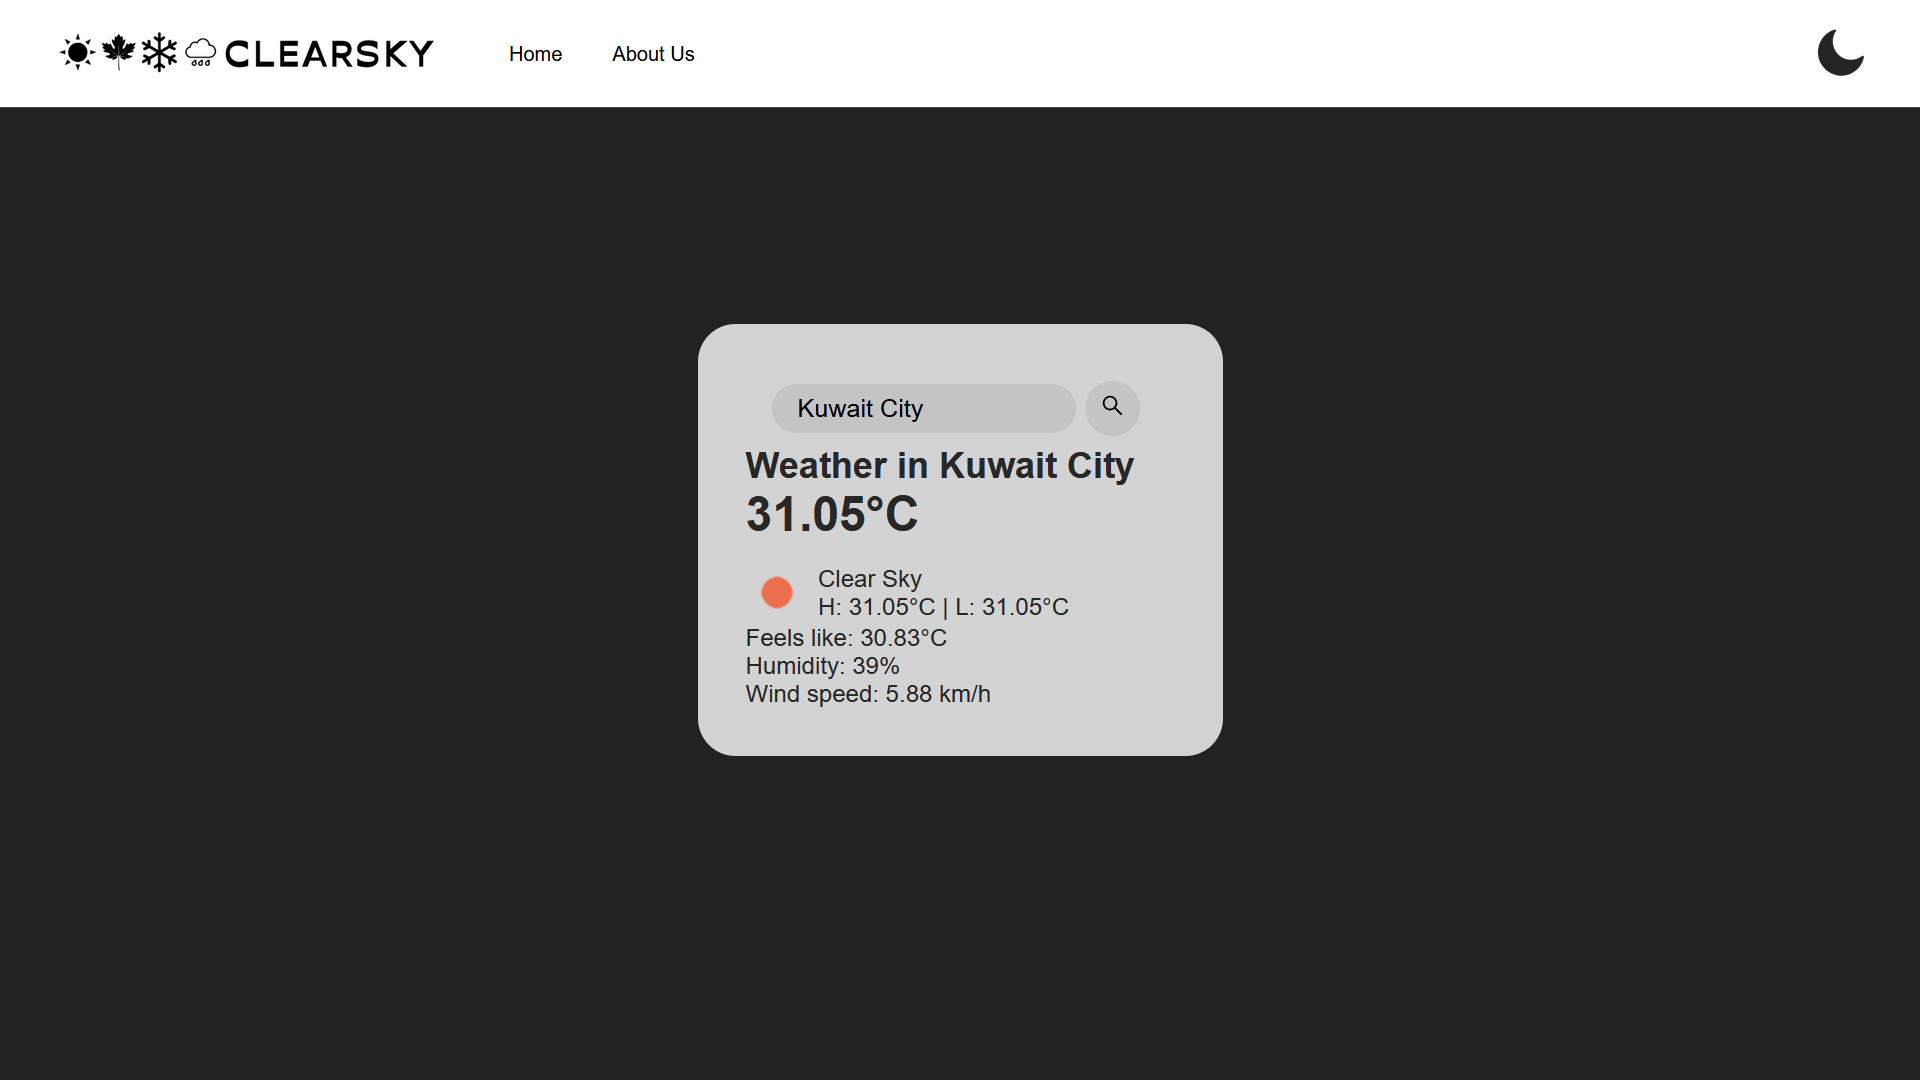 CLEARSKY
Home
About Us
Kuwait City
Weather in Kuwait City
31.05°C
Clear Sky
H: 31.05°C | L: 31.05°C
Feels like: 30.83°C
Humidity: 39%
Wind speed: 5.88 km/h